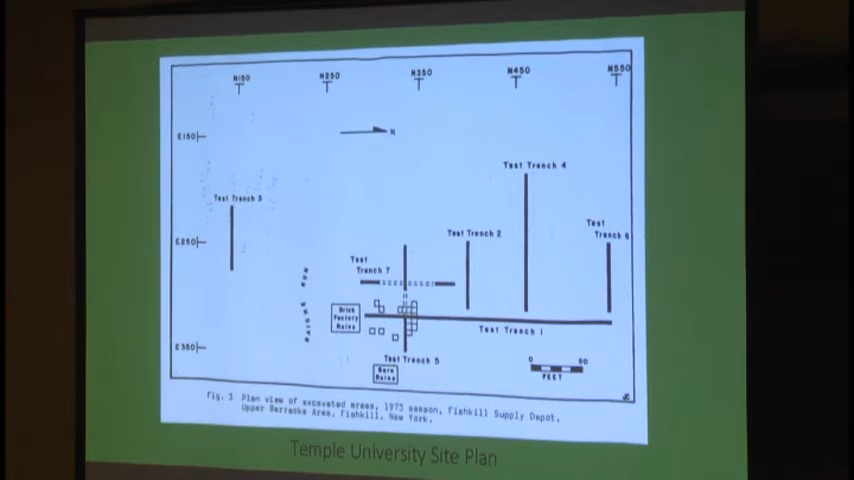 N150
N250
N350
N450
N550
E150
N
Test Trench 4
Test Trench 3
Test
Trench 6
Test Trench 2
E250
Test
Trench 7
Brick
Factory
Ruins
Test Trench 1
E350
Test Trench 5
0 50
FEET
Barn
Ruins
Fig. 3 Plan view of excavated areas, 1973 season, Fishkill Supply Depot,
Upper Barracks Area, Fishkill, New York.
Temple University Site Plan